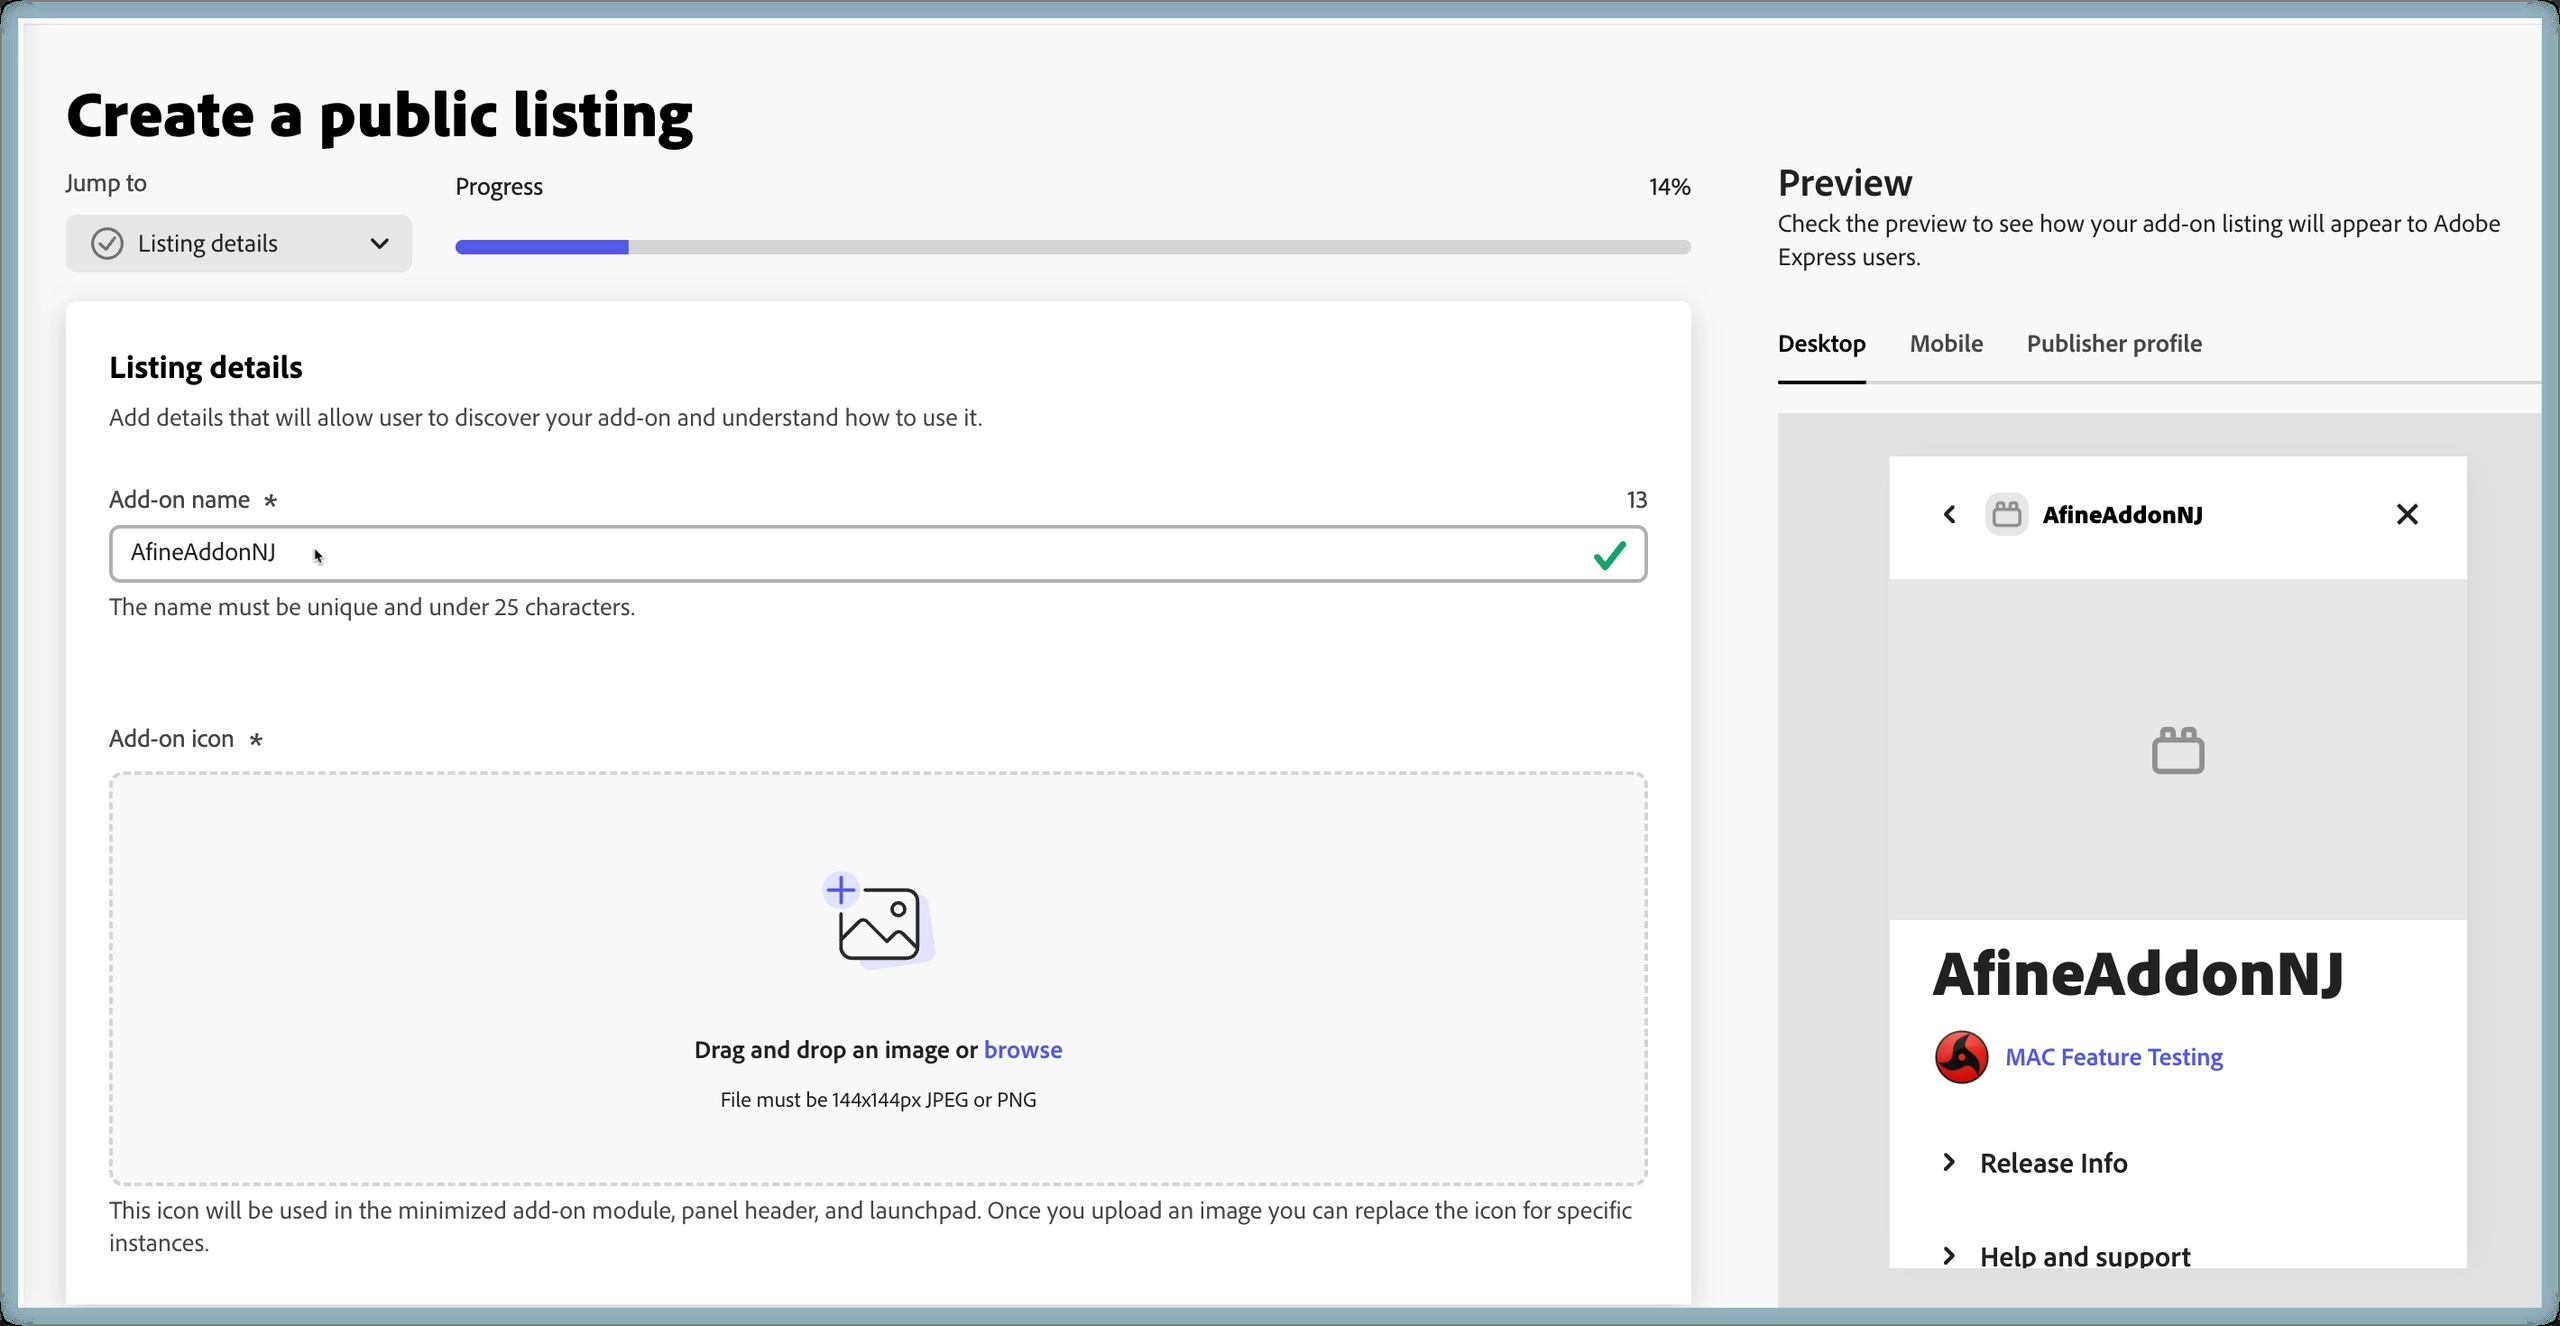 Create a public listing
Jump to
Listing details
Progress
14%
Listing details
Add details that will allow user to discover your add-on and understand how to use it.
Add-on name *
13
AfineAddonNJ
The name must be unique and under 25 characters.
Add-on icon *
Drag and drop an image or browse
File must be 144x144px JPEG or PNG
This icon will be used in the minimized add-on module, panel header, and launchpad. Once you upload an image you can replace the icon for specific
instances.
Preview
Check the preview to see how your add-on listing will appear to Adobe
Express users.
Desktop
Mobile
Publisher profile
AfineAddonNJ
AfineAddonNJ
MAC Feature Testing
Release Info
Help and support